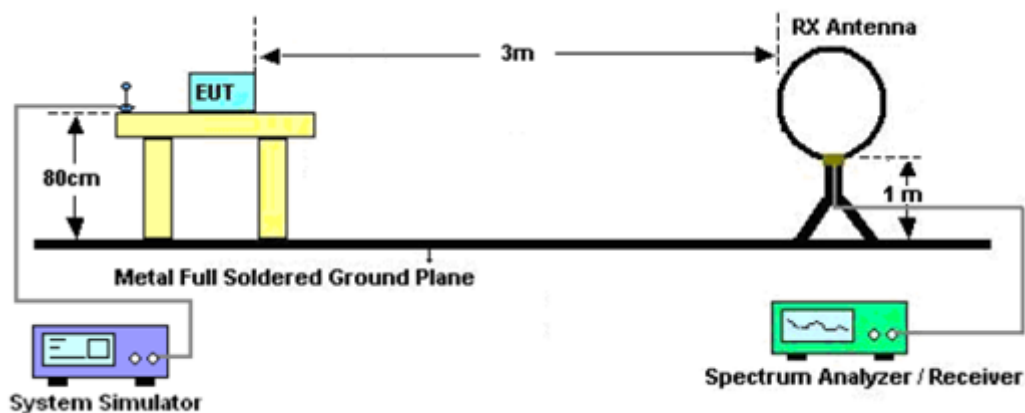 RX Antenna
3m
EUT
80cm
1 m
Metal Full Soldered Ground Plane
System Simulator
Spectrum Analyzer / Receiver